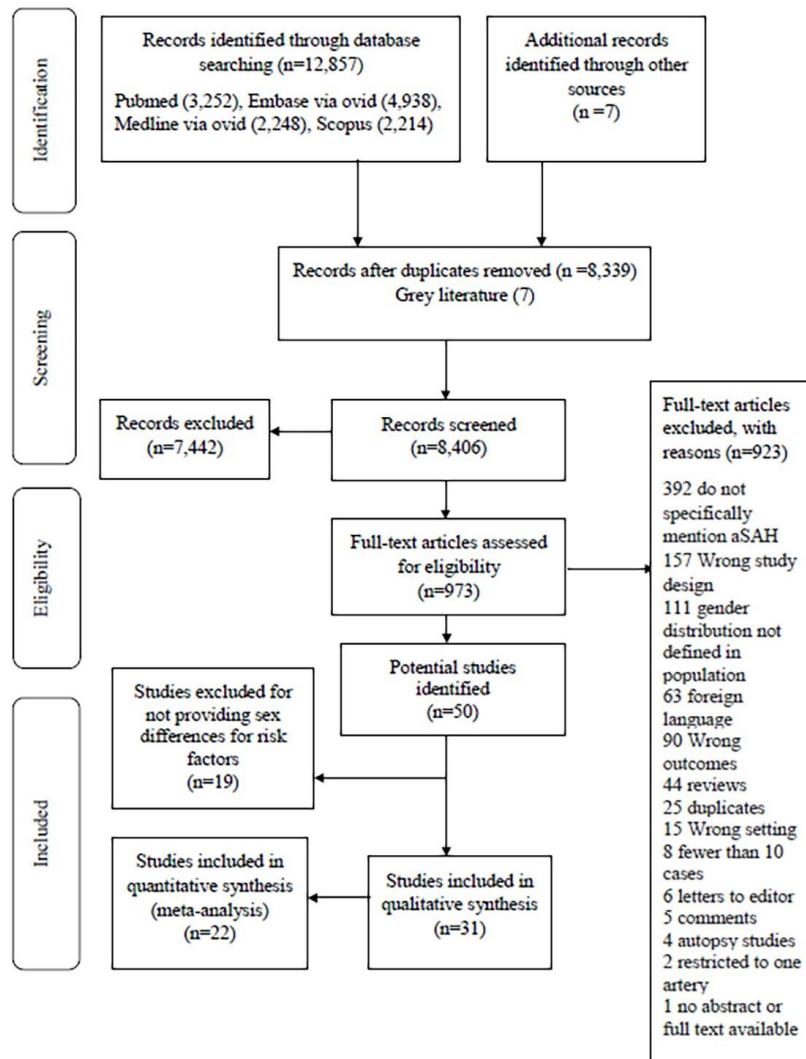 Identification
Records identified through database
searching (n=12,857)
Pubmed (3,252), Embase via ovid (4,938),
Medline via ovid (2,248), Scopus (2,214)
Additional records
identified through other
sources
(n =7)
Screening
Records after duplicates removed (n =8,339)
Grey literature (7)
Records excluded
(n=7,442)
Records screened
(n=8,406)
Full-text articles
excluded, with
reasons (n=923)
392 do not
specifically
mention aSAH
157 Wrong study
design
111 gender
distribution not
defined in
population
63 foreign
language
90 Wrong
outcomes
44 reviews
25 duplicates
15 Wrong setting
8 fewer than 10
cases
6 letters to editor
5 comments
4 autopsy studies
2 restricted to one
artery
1 no abstract or
full text available
Eligibility
Full-text articles assessed
for eligibility
(n=973)
Potential studies
identified
(n=50)
Included
Studies excluded for
not providing sex
differences for risk
factors
(n=19)
Studies included in
quantitative synthesis
(meta-analysis)
(n=22)
Studies included in
qualitative synthesis
(n=31)